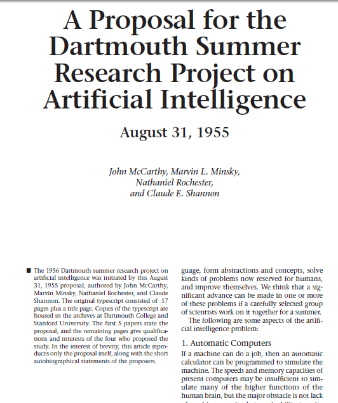 A Proposal for the
Dartmouth Summer
Research Project on
Artificial Intelligence
August 31, 1955
John McCarthy, Marvin L. Minsky,
Nathaniel Rochester,
and Claude E. Shannon
■ The 1956 Dartmouth summer research project on
artificial intelligence was initiated by this August
31, 1955 proposal, authored by John McCarthy,
Marvin Minsky, Nathaniel Rochester, and Claude
Shannon. The original typescript consisted of 17
pages plus a title page. Copies of the typescript are
housed in the archives at Dartmouth College and
Stanford University. The first 5 papers state the
proposal, and the remaining pages give qualifica-
tions and interests of the four who proposed the
study. In the interest of brevity, this article repro-
duces only the proposal itself, along with the short
autobiographical statements of the proposers.
guage, form abstractions and concepts, solve
kinds of problems now reserved for humans,
and improve themselves. We think that a sig-
nificant advance can be made in one or more
of these problems if a carefully selected group
of scientists work on it together for a summer.
The following are some aspects of the artifi-
cial intelligence problem:
1. Automatic Computers
If a machine can do a job, then an automatic
calculator can be programmed to simulate the
machine. The speeds and memory capacities of
present computers may be insufficient to sim-
ulate many of the higher functions of the
human brain, but the major obstacle is not lack